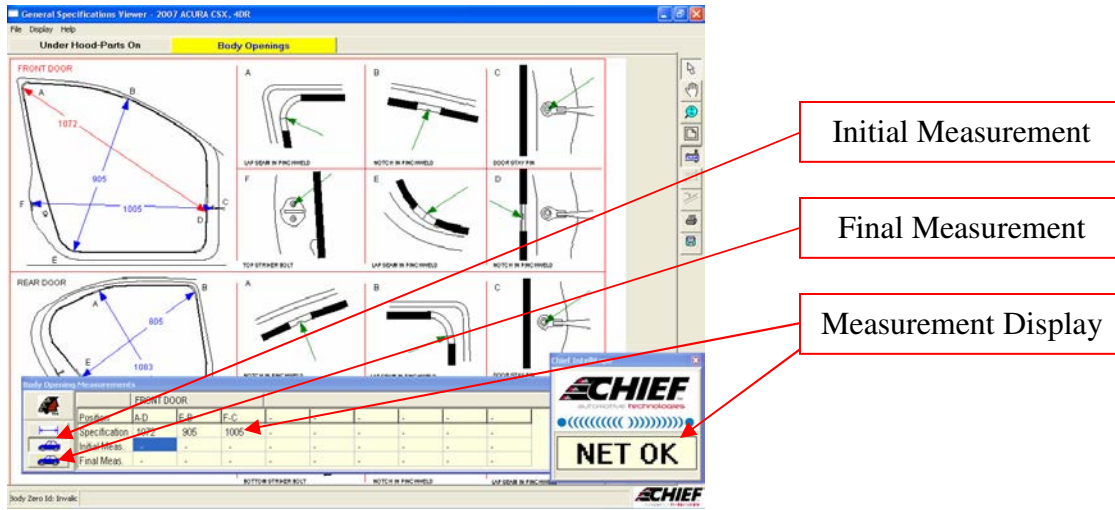 General Specifications Viewer - 2007 ACURA CSX, 4DR
File Display Help
Under Hood-Parts On Body Openings
FRONT DOOR
A
B
1072
905
F
1005
C
D
E
A
LAP SEAM IN PINCHWELD
B
NOTCH IN PINCHWELD
C
DOOR STAY PIN
F
TOP STRIKER BOLT
E
LAP SEAM IN PINCHWELD
D
NOTCH IN PINCHWELD
REAR DOOR
A
B
805
E
1083
A
B
C
Body Opening Measurements
FRONT DOOR
Position A-D E-B F-C - - - - - -
Specification 1072 905 1005 - - - - - -
Initial Meas. - - - - - - - - -
Final Meas. - - - - - - - - -
CHIEF
automotive technologies
NET OK
BOTTOM STRIKER BOLT
NOTCH IN PINCHWELD
LAP SEAM IN PINCHWELD
Body Zero Id: Invalid
CHIEF
Initial Measurement
Final Measurement
Measurement Display